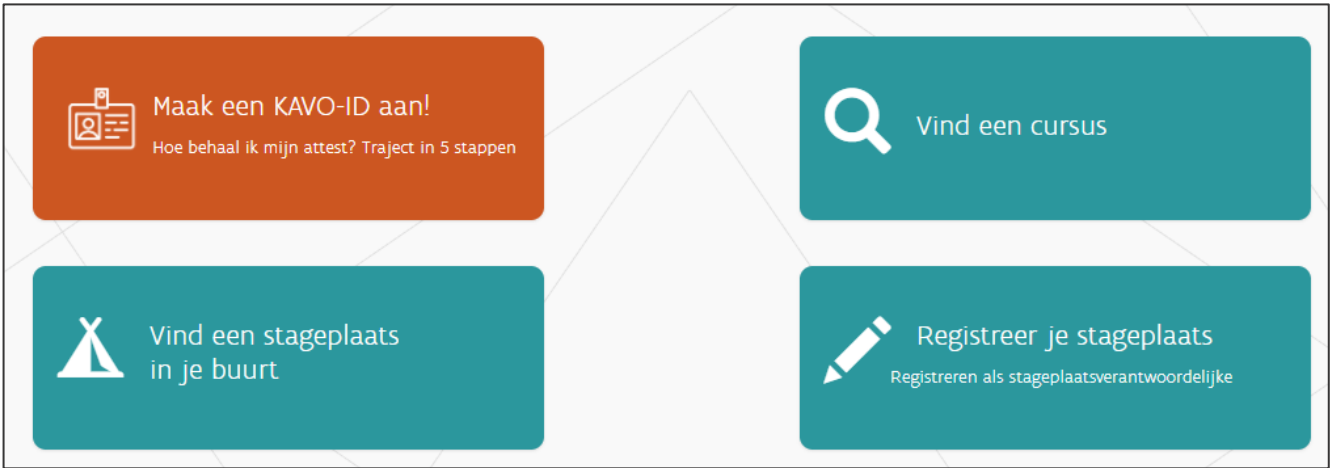 Maak een KAVO-ID aan!
Hoe behaal ik mijn attest? Traject in 5 stappen
Vind een cursus
Vind een stageplaats
in je buurt
Registreer je stageplaats
Registreren als stageplaatsverantwoordelijke